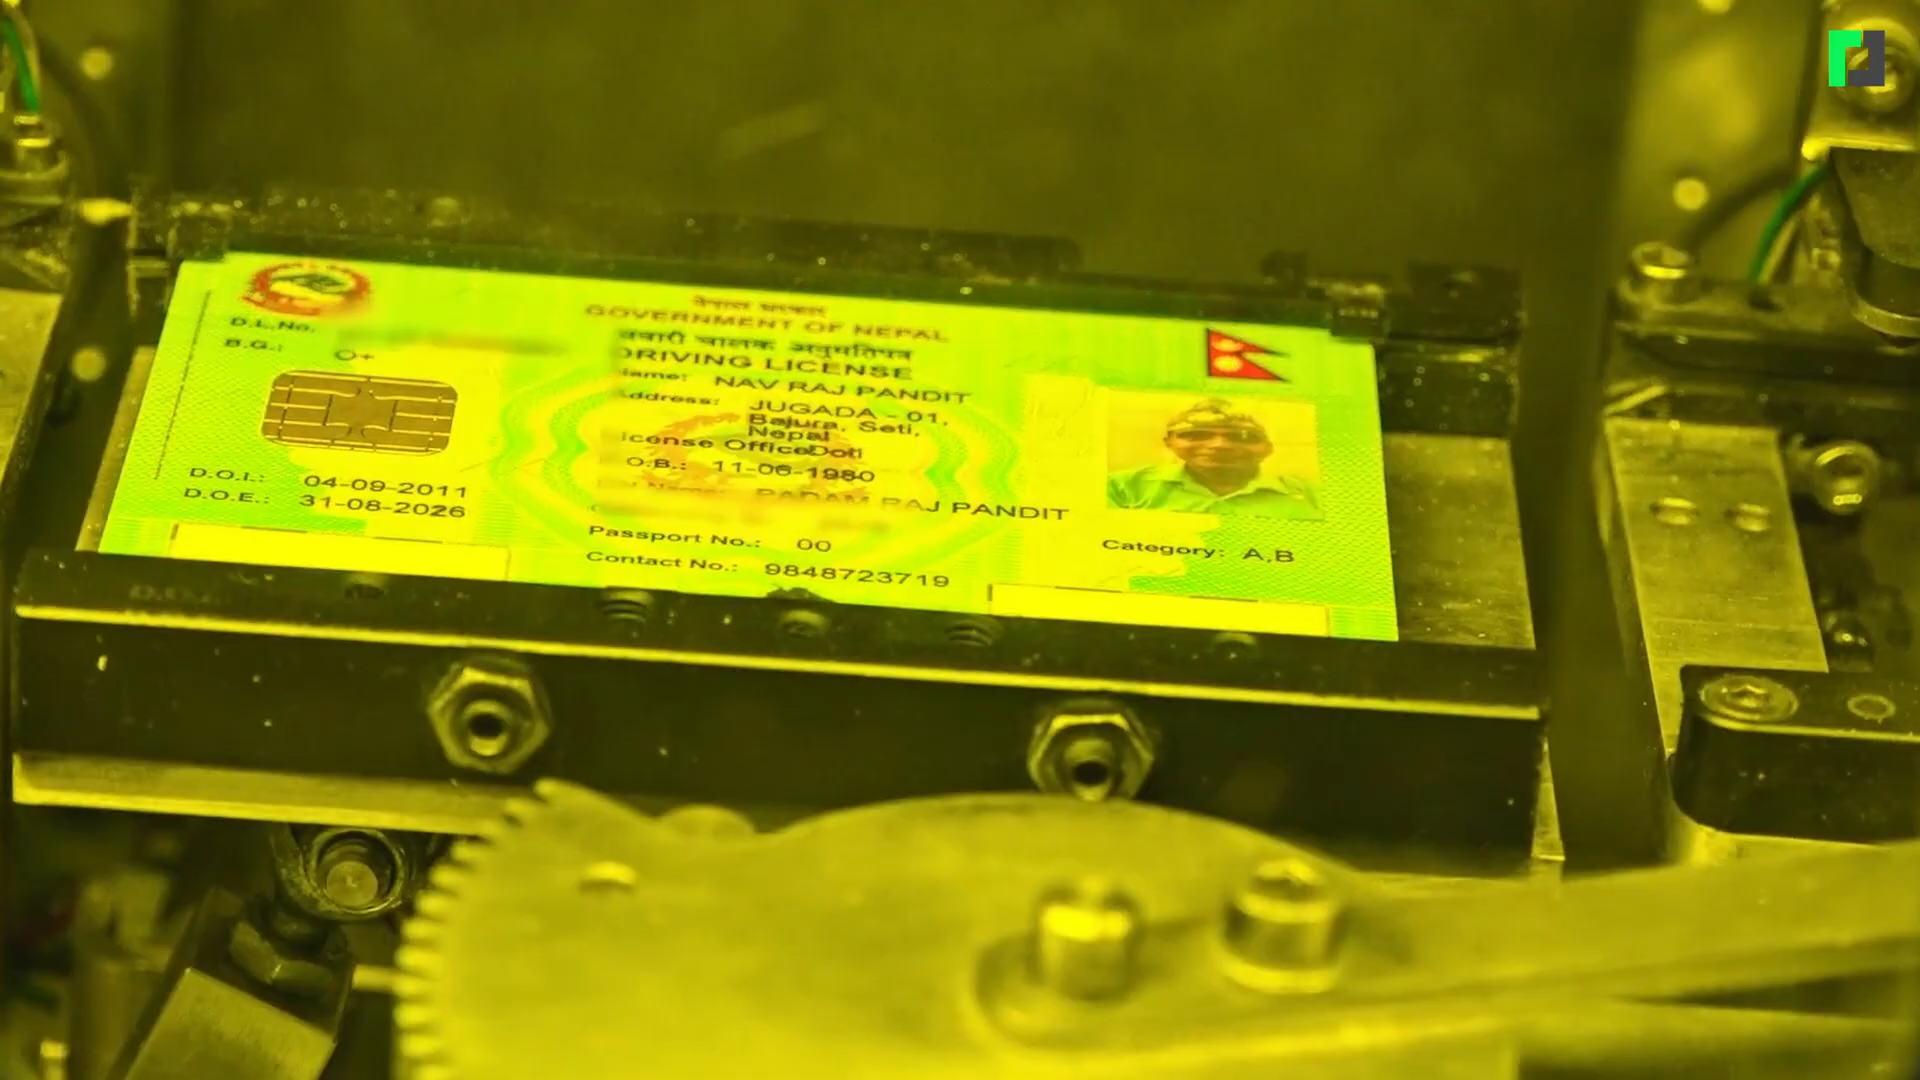 नेपाल सरकार
GOVERNMENT OF NEPAL
सवारी चालक अनुमतिपत्र
DRIVING LICENSE
D.L.No.
B.G.: O+
Name: NAV RAJ PANDIT
Address: JUGADA - 01,
Bajura, Seti,
Nepal
License Office Doti
D.O.B.: 11-06-1980
PADAM RAJ PANDIT
D.O.I.: 04-09-2011
D.O.E.: 31-08-2026
Passport No.: 00
Contact No.: 9848723719
Category: A,B